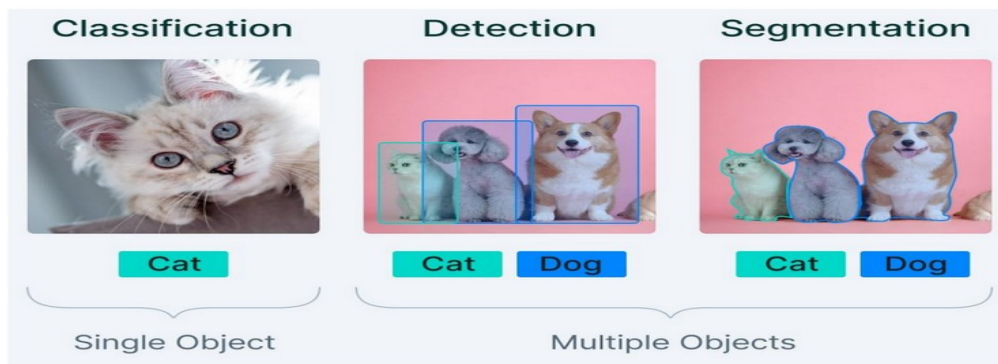 Classification
Detection
Segmentation
Cat
Cat
Dog
Cat
Dog
Single Object
Multiple Objects